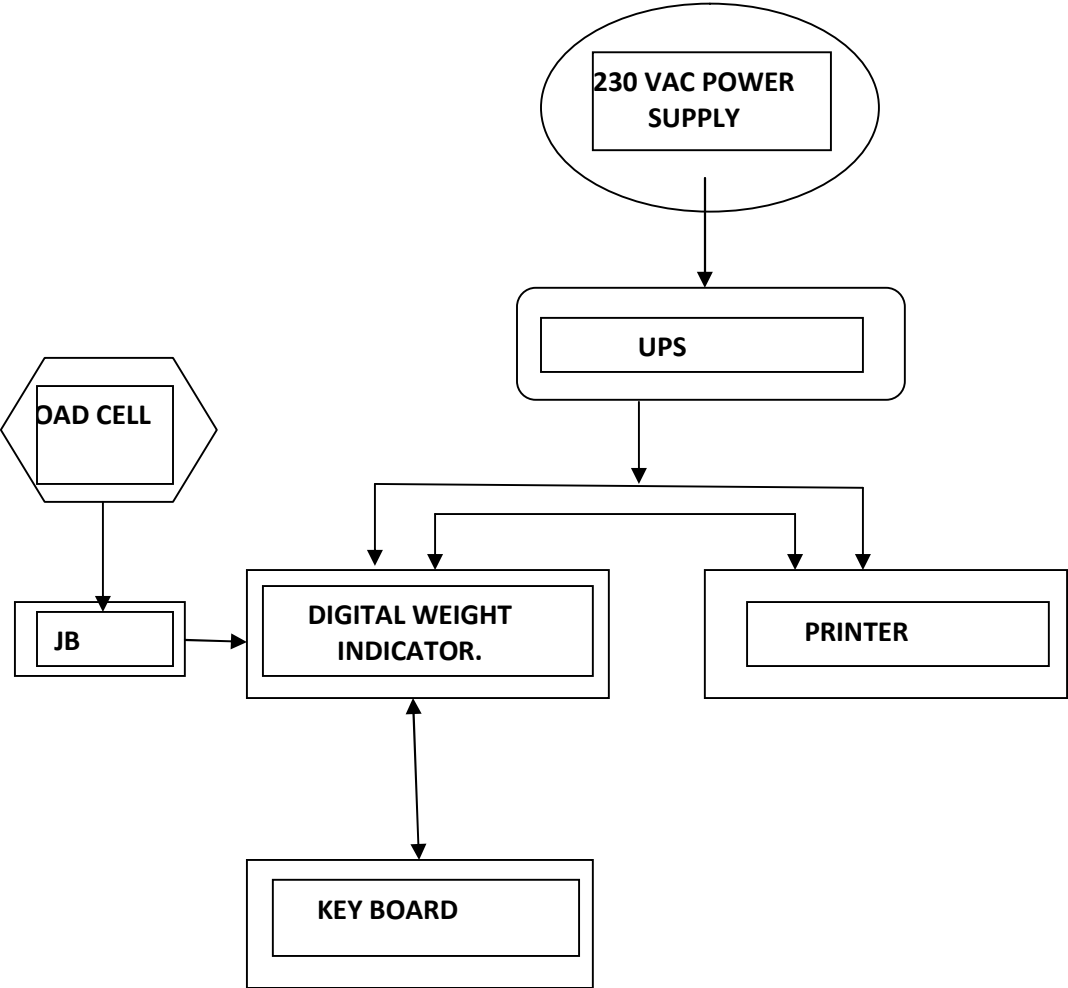 230 VAC POWER
SUPPLY
UPS
OAD CELL
DIGITAL WEIGHT
INDICATOR.
JB
PRINTER
KEY BOARD